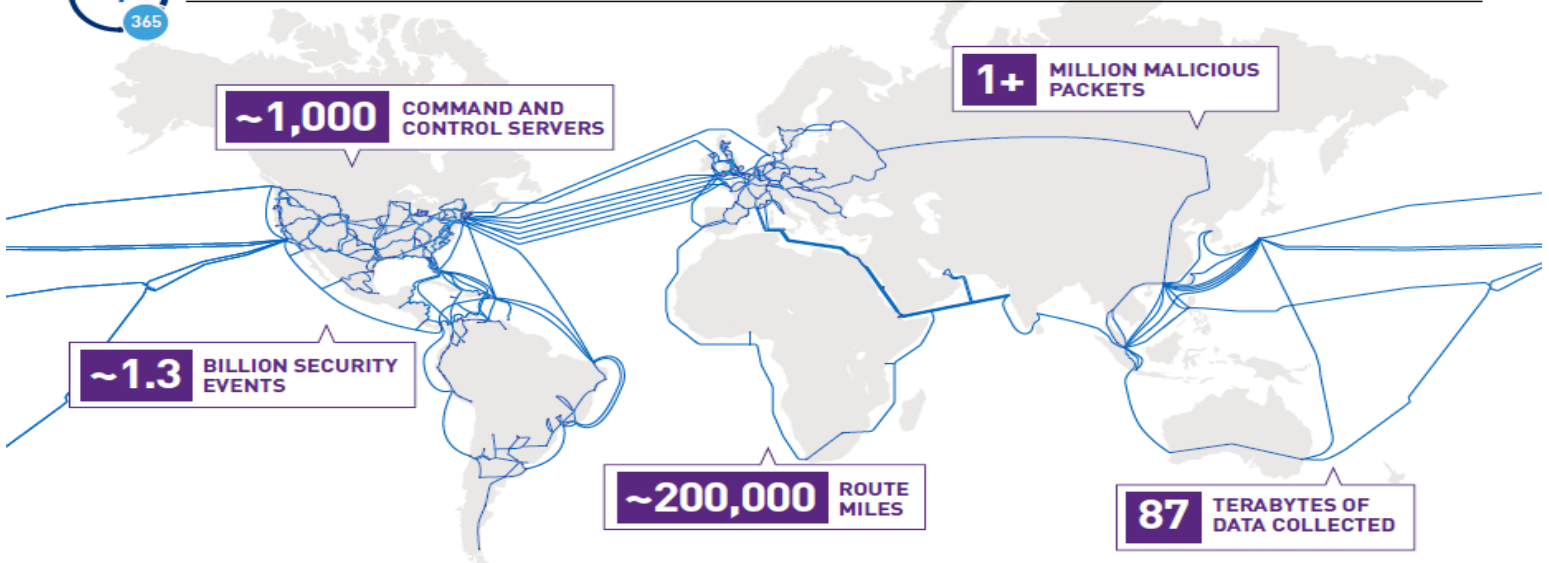 365
~1,000
COMMAND AND
CONTROL SERVERS
1+
MILLION MALICIOUS
PACKETS
~1.3
BILLION SECURITY
EVENTS
~200,000
ROUTE
MILES
87
TERABYTES OF
DATA COLLECTED